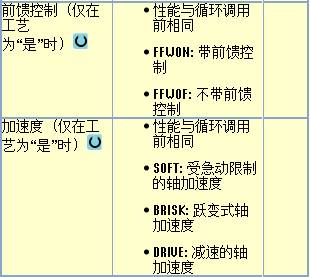 前馈控制（仅在
工艺
为“是”时）
• 性能与循环调用
前相同
• FFWON: 带前馈控
制
• FFWOF: 不带前馈
控制
加速度（仅在工
艺为“是”时）
• 性能与循环调用
前相同
• SOFT: 受急动限制
的轴加速度
• BRISK: 跃变式轴
加速度
• DRIVE: 减速的轴
加速度